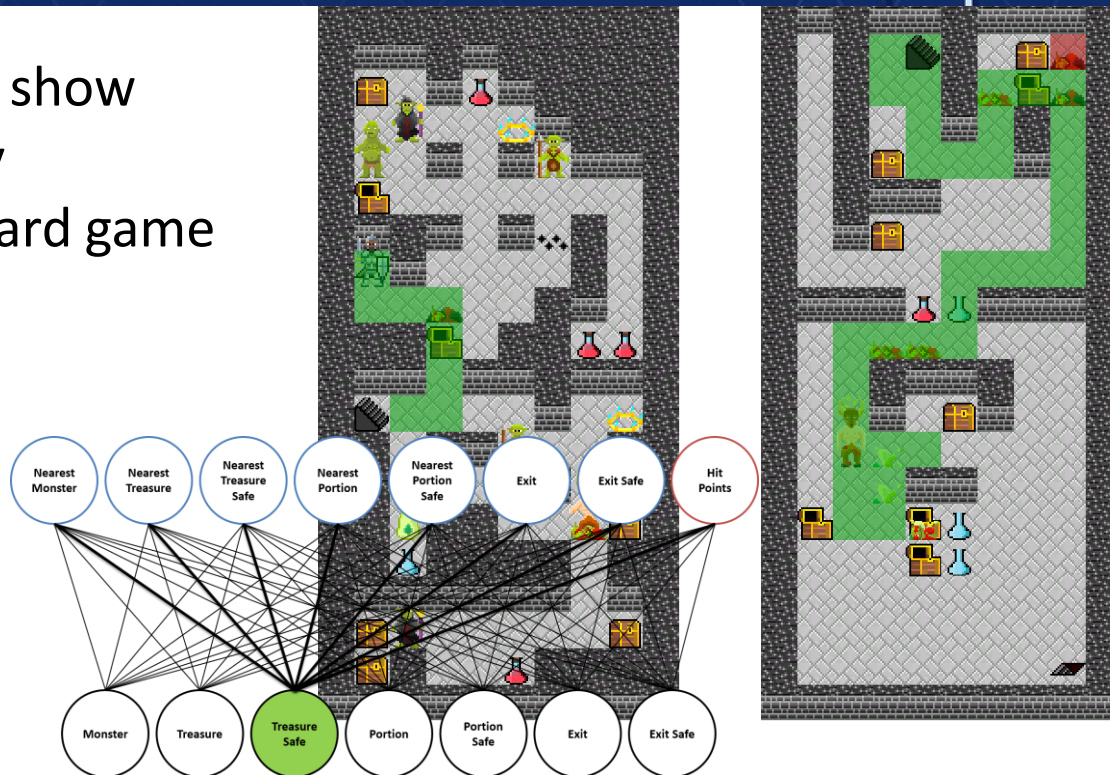 show
ard game
Nearest
Monster
Nearest
Treasure
Nearest
Treasure
Safe
Nearest
Portion
Nearest
Portion
Safe
Exit
Exit Safe
Hit
Points
Monster
Treasure
Treasure
Safe
Portion
Portion
Safe
Exit
Exit Safe